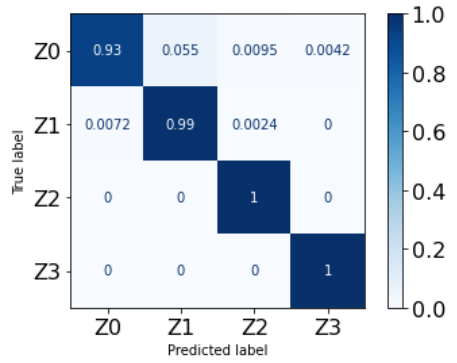 Z0 0.93 0.055 0.0095 0.0042
Z1 0.0072 0.99 0.0024 0
Z2 0 0 1 0
Z3 0 0 0 1
Z0 Z1 Z2 Z3
Predicted label
True label
1.0
0.8
0.6
0.4
0.2
0.0